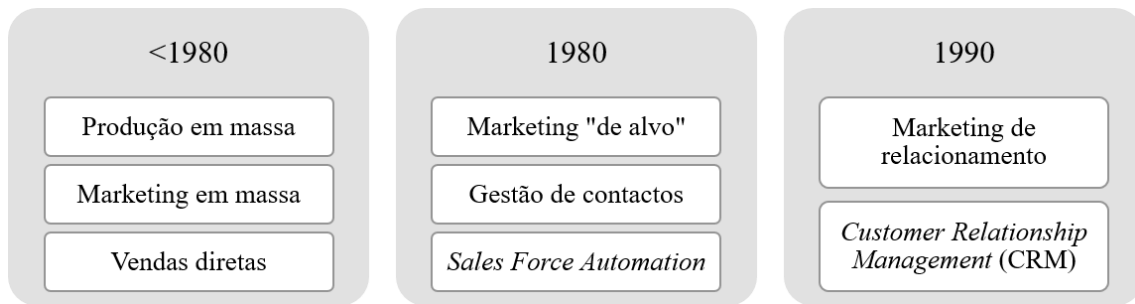 <1980
Produção em massa
Marketing em massa
Vendas diretas
1980
Marketing "de alvo"
Gestão de contactos
Sales Force Automation
1990
Marketing de
relacionamento
Customer Relationship
Management (CRM)